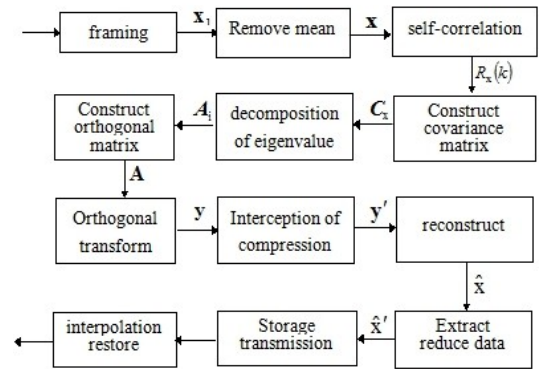 framing
x₁
Remove mean
x
self-correlation
Rₓ(k)
Construct
covariance
matrix
Cₓ
decomposition
of eigenvalue
Aᵢ
Construct
orthogonal
matrix
A
Orthogonal
transform
y
Interception of
compression
y′
reconstruct
x̂
Extract
reduce data
x̂′
Storage
transmission
interpolation
restore